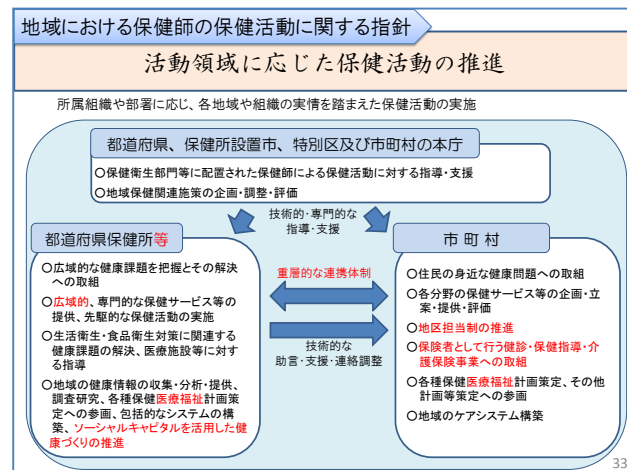 地域における保健師の保健活動に関する指針
活動領域に応じた保健活動の推進
所属組織や部署に応じ、各地域や組織の実情を踏まえた保健活動の実施
都道府県、保健所設置市、特別区及び市町村の本庁
○保健衛生部門等に配置された保健師による保健活動に対する指導・支援
○地域保健関連施策の企画・調整・評価
技術的・専門的な
指導・支援
都道府県保健所等
○広域的な健康課題を把握とその解決
への取組
○広域的、専門的な保健サービス等の
提供、先駆的な保健活動の実施
○生活衛生・食品衛生対策に関連する
健康課題の解決、医療施設等に対す
る指導
○地域の健康情報の収集・分析・提供、
調査研究、各種保健医療福祉計画策
定への参画、包括的なシステムの構
築、ソーシャルキャピタルを活用した健
康づくりの推進
重層的な連携体制
技術的な
助言・支援・連絡調整
市 町 村
○住民の身近な健康問題への取組
○各分野の保健サービス等の企画・立
案・提供・評価
○地区担当制の推進
○保険者として行う健診・保健指導・介
護保険事業への取組
○各種保健医療福祉計画策定、その他
計画等策定への参画
○地域のケアシステム構築
33